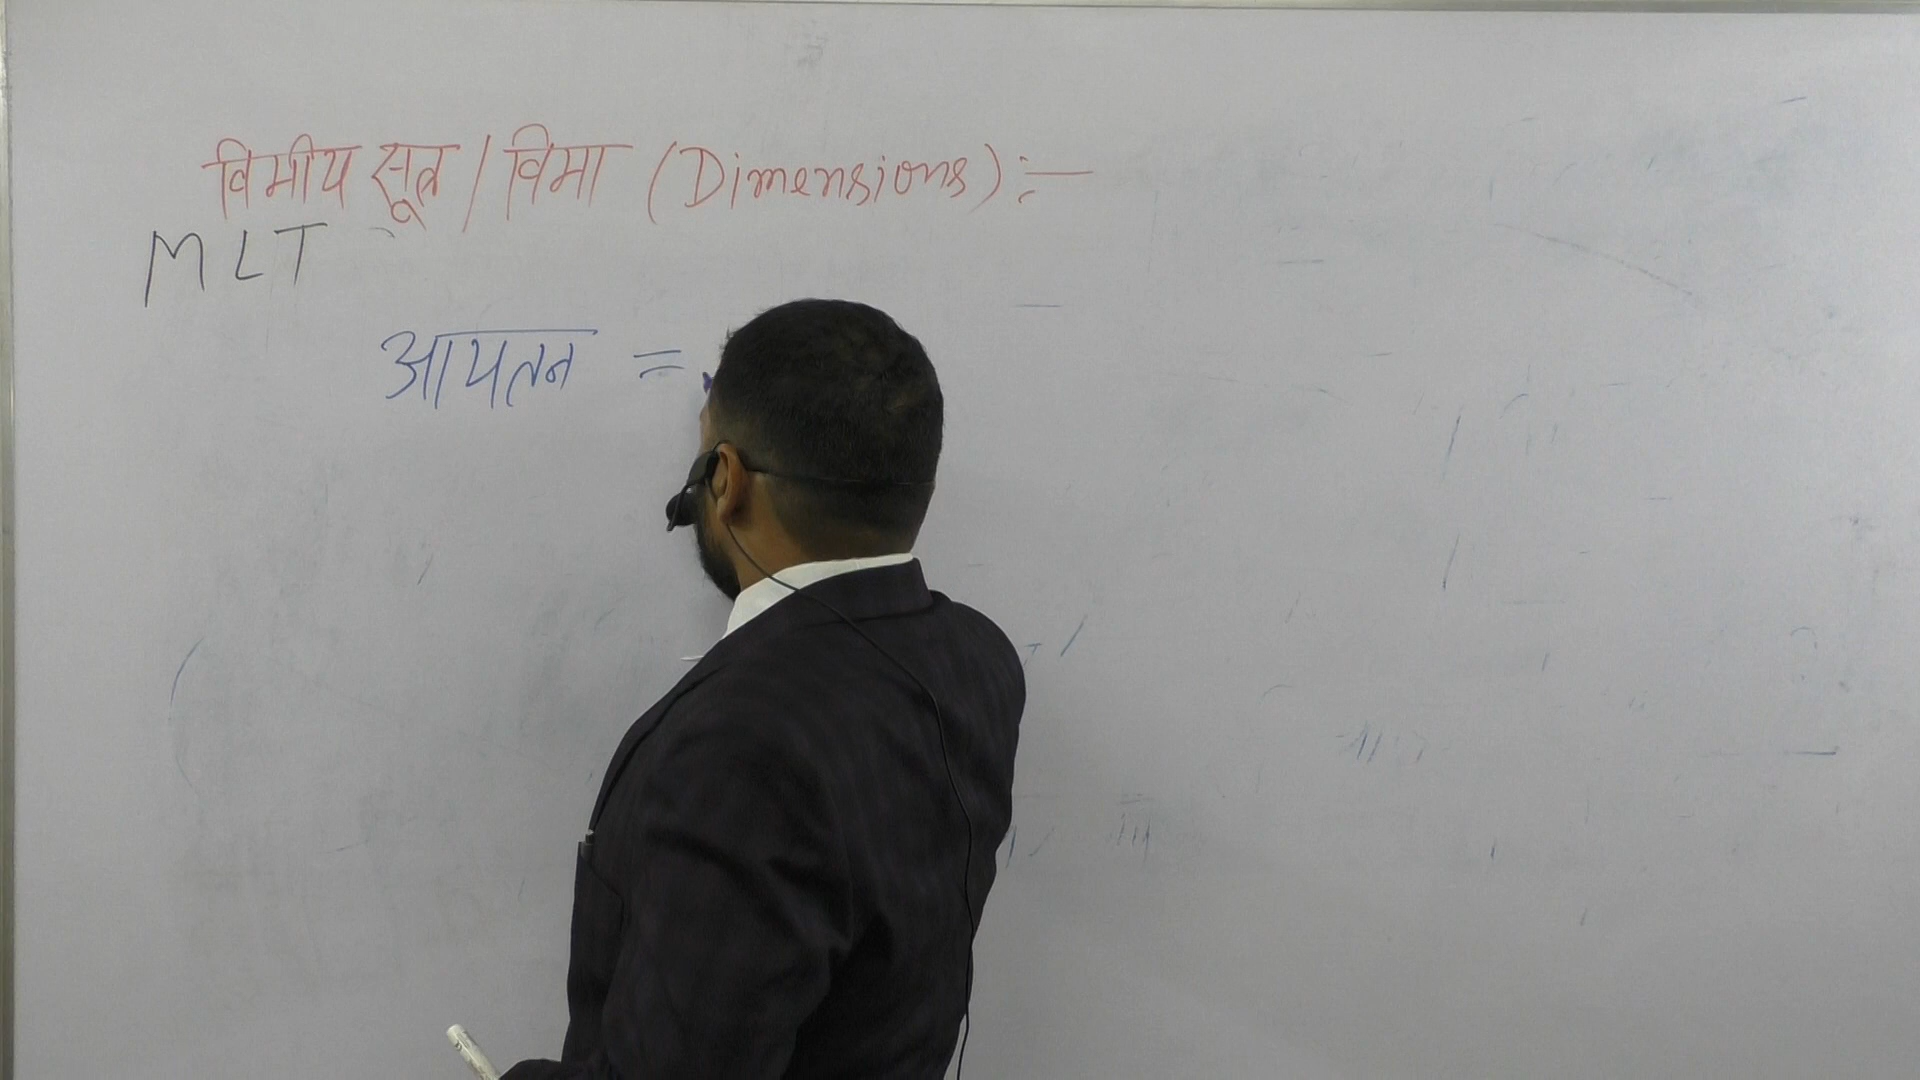 विमीय सूत्र / विमा (Dimensions) :-
MLT
आयतन =